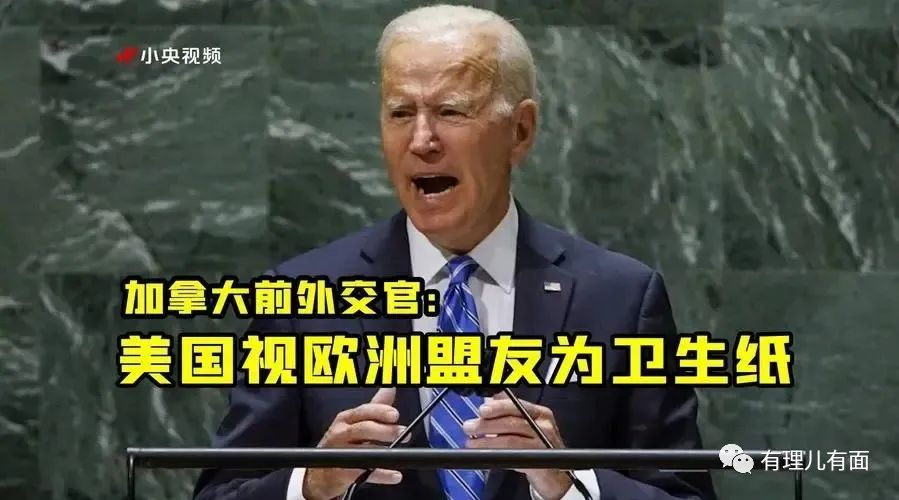 小央视频
加拿大前外交官:
美国视欧洲盟友为卫生纸
有理儿有面